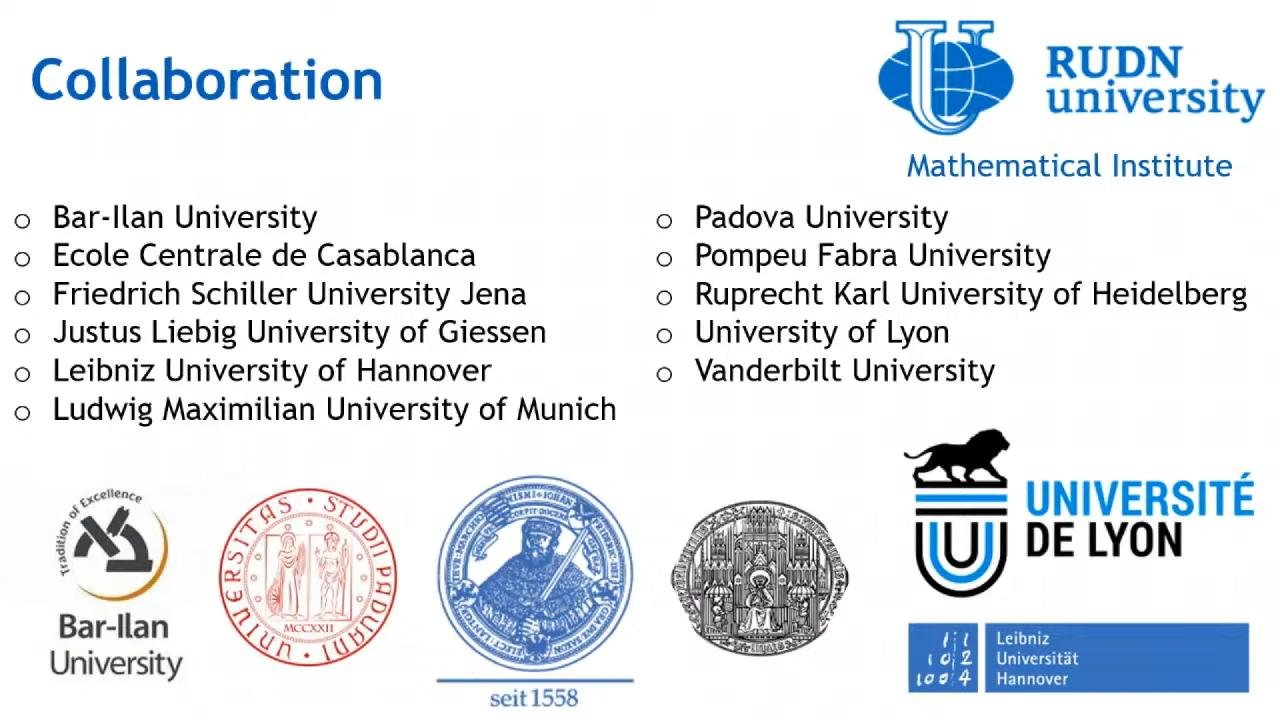 Collaboration
RUDN
university
Mathematical Institute
Bar-Ilan University
Ecole Centrale de Casablanca
Friedrich Schiller University Jena
Justus Liebig University of Giessen
Leibniz University of Hannover
Ludwig Maximilian University of Munich
Padova University
Pompeu Fabra University
Ruprecht Karl University of Heidelberg
University of Lyon
Vanderbilt University
Tradition of Excellence
Bar-Ilan
University
UNIVERSITAS STUDII PADUANI
MCCXXII
seit 1558
UNIVERSITÉ
DE LYON
Leibniz
Universität
Hannover